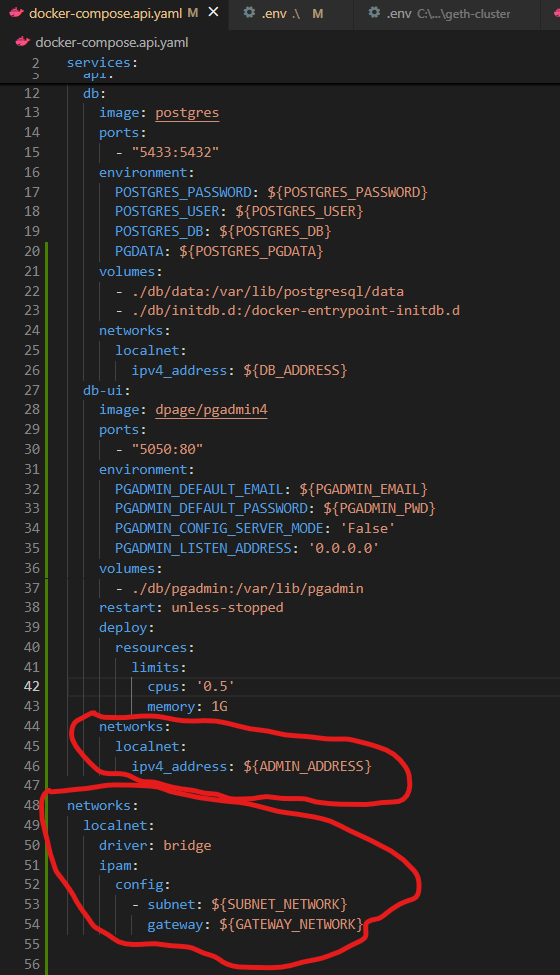 docker-compose.api.yaml M .env .\ M .env C:\...\geth-cluster
docker-compose.api.yaml
2 services:
3 api:
12 db:
13 image: postgres
14 ports:
15 - "5433:5432"
16 environment:
17 POSTGRES_PASSWORD: ${POSTGRES_PASSWORD}
18 POSTGRES_USER: ${POSTGRES_USER}
19 POSTGRES_DB: ${POSTGRES_DB}
20 PGDATA: ${POSTGRES_PGDATA}
21 volumes:
22 - ./db/data:/var/lib/postgresql/data
23 - ./db/initdb.d:/docker-entrypoint-initdb.d
24 networks:
25 localnet:
26 ipv4_address: ${DB_ADDRESS}
27 db-ui:
28 image: dpage/pgadmin4
29 ports:
30 - "5050:80"
31 environment:
32 PGADMIN_DEFAULT_EMAIL: ${PGADMIN_EMAIL}
33 PGADMIN_DEFAULT_PASSWORD: ${PGADMIN_PWD}
34 PGADMIN_CONFIG_SERVER_MODE: 'False'
35 PGADMIN_LISTEN_ADDRESS: '0.0.0.0'
36 volumes:
37 - ./db/pgadmin:/var/lib/pgadmin
38 restart: unless-stopped
39 deploy:
40 resources:
41 limits:
42 cpus: '0.5'
43 memory: 1G
44 networks:
45 localnet:
46 ipv4_address: ${ADMIN_ADDRESS}
47
48 networks:
49 localnet:
50 driver: bridge
51 ipam:
52 config:
53 - subnet: ${SUBNET_NETWORK}
54 gateway: ${GATEWAY_NETWORK}
55
56